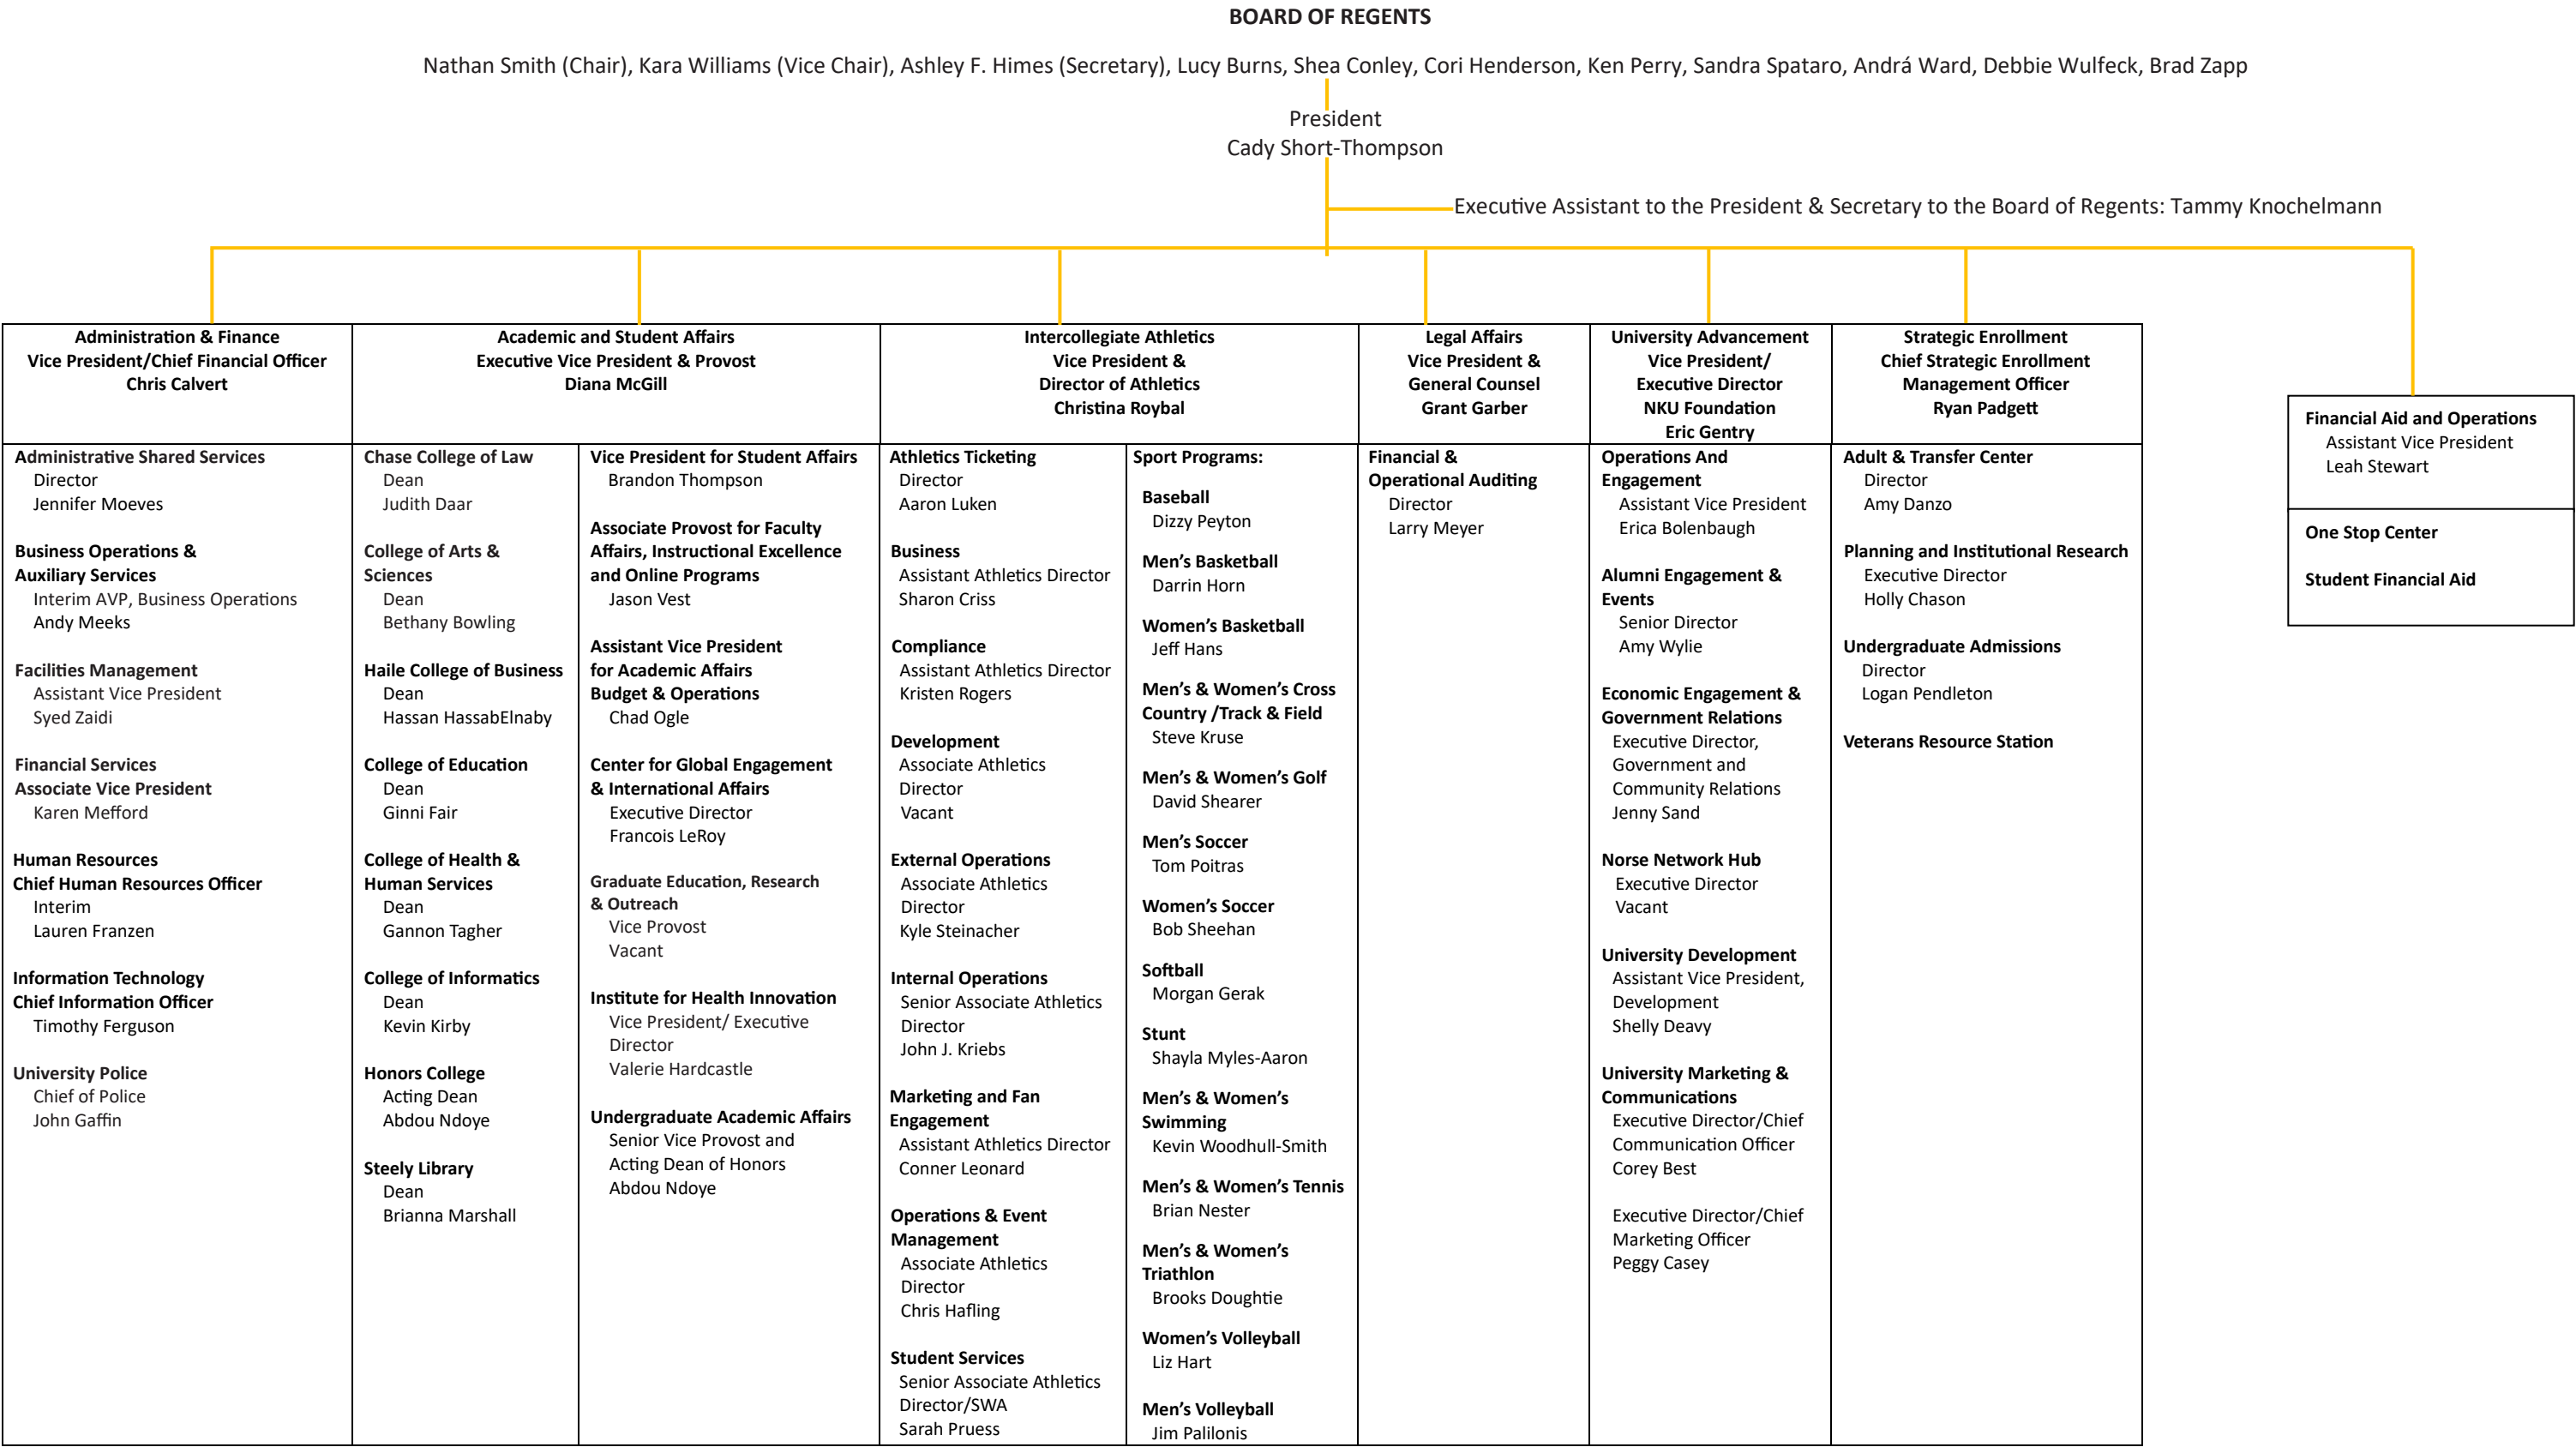 BOARD OF REGENTS
Nathan Smith (Chair), Kara Williams (Vice Chair), Ashley F. Himes (Secretary), Lucy Burns, Shea Conley, Cori Henderson, Ken Perry, Sandra Spataro, Andrá Ward, Debbie Wulfeck, Brad Zapp
President
Cady Short-Thompson
Executive Assistant to the President & Secretary to the Board of Regents: Tammy Knochelmann
Administration & Finance
Vice President/Chief Financial Officer
Chris Calvert
Administrative Shared Services
Director
Jennifer Moeves
Business Operations &
Auxiliary Services
Interim AVP, Business Operations
Andy Meeks
Facilities Management
Assistant Vice President
Syed Zaidi
Financial Services
Associate Vice President
Karen Mefford
Human Resources
Chief Human Resources Officer
Interim
Lauren Franzen
Information Technology
Chief Information Officer
Timothy Ferguson
University Police
Chief of Police
John Gaffin
Academic and Student Affairs
Executive Vice President & Provost
Diana McGill
Chase College of Law
Dean
Judith Daar
College of Arts &
Sciences
Dean
Bethany Bowling
Haile College of Business
Dean
Hassan HassabElnaby
College of Education
Dean
Ginni Fair
College of Health &
Human Services
Dean
Gannon Tagher
College of Informatics
Dean
Kevin Kirby
Honors College
Acting Dean
Abdou Ndoye
Steely Library
Dean
Brianna Marshall
Vice President for Student Affairs
Brandon Thompson
Associate Provost for Faculty
Affairs, Instructional Excellence
and Online Programs
Jason Vest
Assistant Vice President
for Academic Affairs
Budget & Operations
Chad Ogle
Center for Global Engagement
& International Affairs
Executive Director
Francois LeRoy
Graduate Education, Research
& Outreach
Vice Provost
Vacant
Institute for Health Innovation
Vice President/ Executive
Director
Valerie Hardcastle
Undergraduate Academic Affairs
Senior Vice Provost and
Acting Dean of Honors
Abdou Ndoye
Intercollegiate Athletics
Vice President &
Director of Athletics
Christina Roybal
Athletics Ticketing
Director
Aaron Luken
Business
Assistant Athletics Director
Sharon Criss
Compliance
Assistant Athletics Director
Kristen Rogers
Development
Associate Athletics
Director
Vacant
External Operations
Associate Athletics
Director
Kyle Steinacher
Internal Operations
Senior Associate Athletics
Director
John J. Kriebs
Marketing and Fan
Engagement
Assistant Athletics Director
Conner Leonard
Operations & Event
Management
Associate Athletics
Director
Chris Hafling
Student Services
Senior Associate Athletics
Director/SWA
Sarah Pruess
Sport Programs:
Baseball
Dizzy Peyton
Men's Basketball
Darrin Horn
Women's Basketball
Jeff Hans
Men's & Women's Cross
Country /Track & Field
Steve Kruse
Men's & Women's Golf
David Shearer
Men's Soccer
Tom Poitras
Women's Soccer
Bob Sheehan
Softball
Morgan Gerak
Stunt
Shayla Myles-Aaron
Men's & Women's
Swimming
Kevin Woodhull-Smith
Men's & Women's Tennis
Brian Nester
Men's & Women's
Triathlon
Brooks Doughtie
Women's Volleyball
Liz Hart
Men's Volleyball
Jim Palilonis
Legal Affairs
Vice President &
General Counsel
Grant Garber
Financial &
Operational Auditing
Director
Larry Meyer
University Advancement
Vice President/
Executive Director
NKU Foundation
Eric Gentry
Operations And
Engagement
Assistant Vice President
Erica Bolenbaugh
Alumni Engagement &
Events
Senior Director
Amy Wylie
Economic Engagement &
Government Relations
Executive Director,
Government and
Community Relations
Jenny Sand
Norse Network Hub
Executive Director
Vacant
University Development
Assistant Vice President,
Development
Shelly Deavy
University Marketing &
Communications
Executive Director/Chief
Communication Officer
Corey Best
Executive Director/Chief
Marketing Officer
Peggy Casey
Strategic Enrollment
Chief Strategic Enrollment
Management Officer
Ryan Padgett
Adult & Transfer Center
Director
Amy Danzo
Planning and Institutional Research
Executive Director
Holly Chason
Undergraduate Admissions
Director
Logan Pendleton
Veterans Resource Station
Financial Aid and Operations
Assistant Vice President
Leah Stewart
One Stop Center
Student Financial Aid